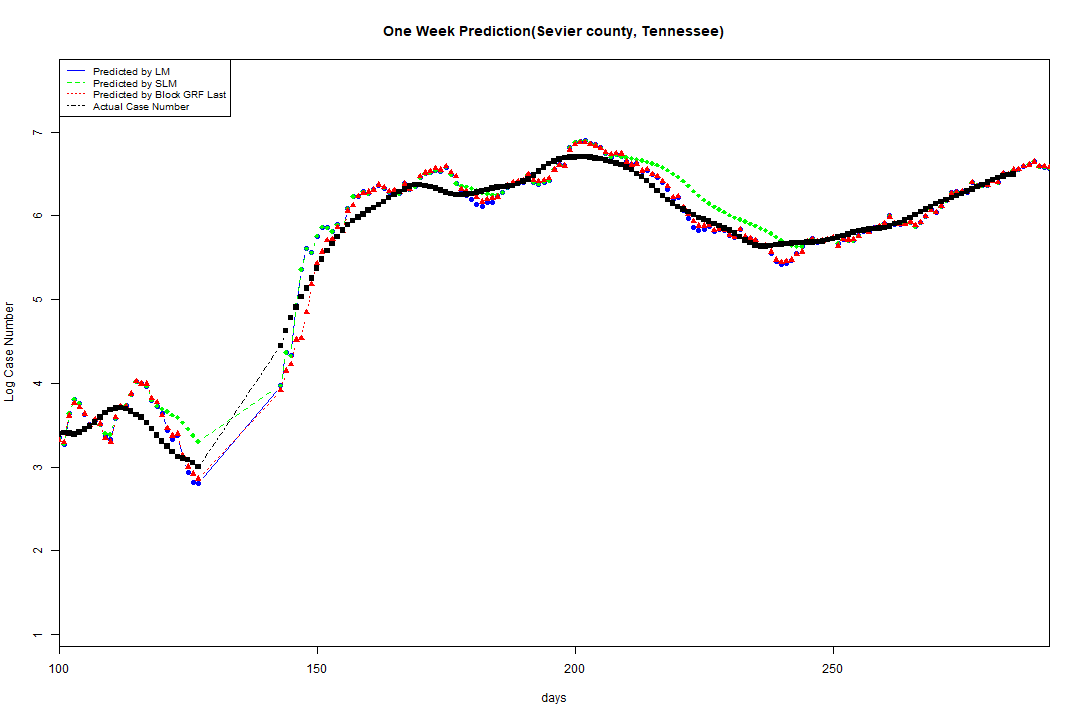 One Week Prediction(Sevier county, Tennessee)
Predicted by LM
Predicted by SLM
Predicted by Block GRF Last
Actual Case Number
7
6
5
4
3
2
1
Log Case Number
100 150 200 250
days